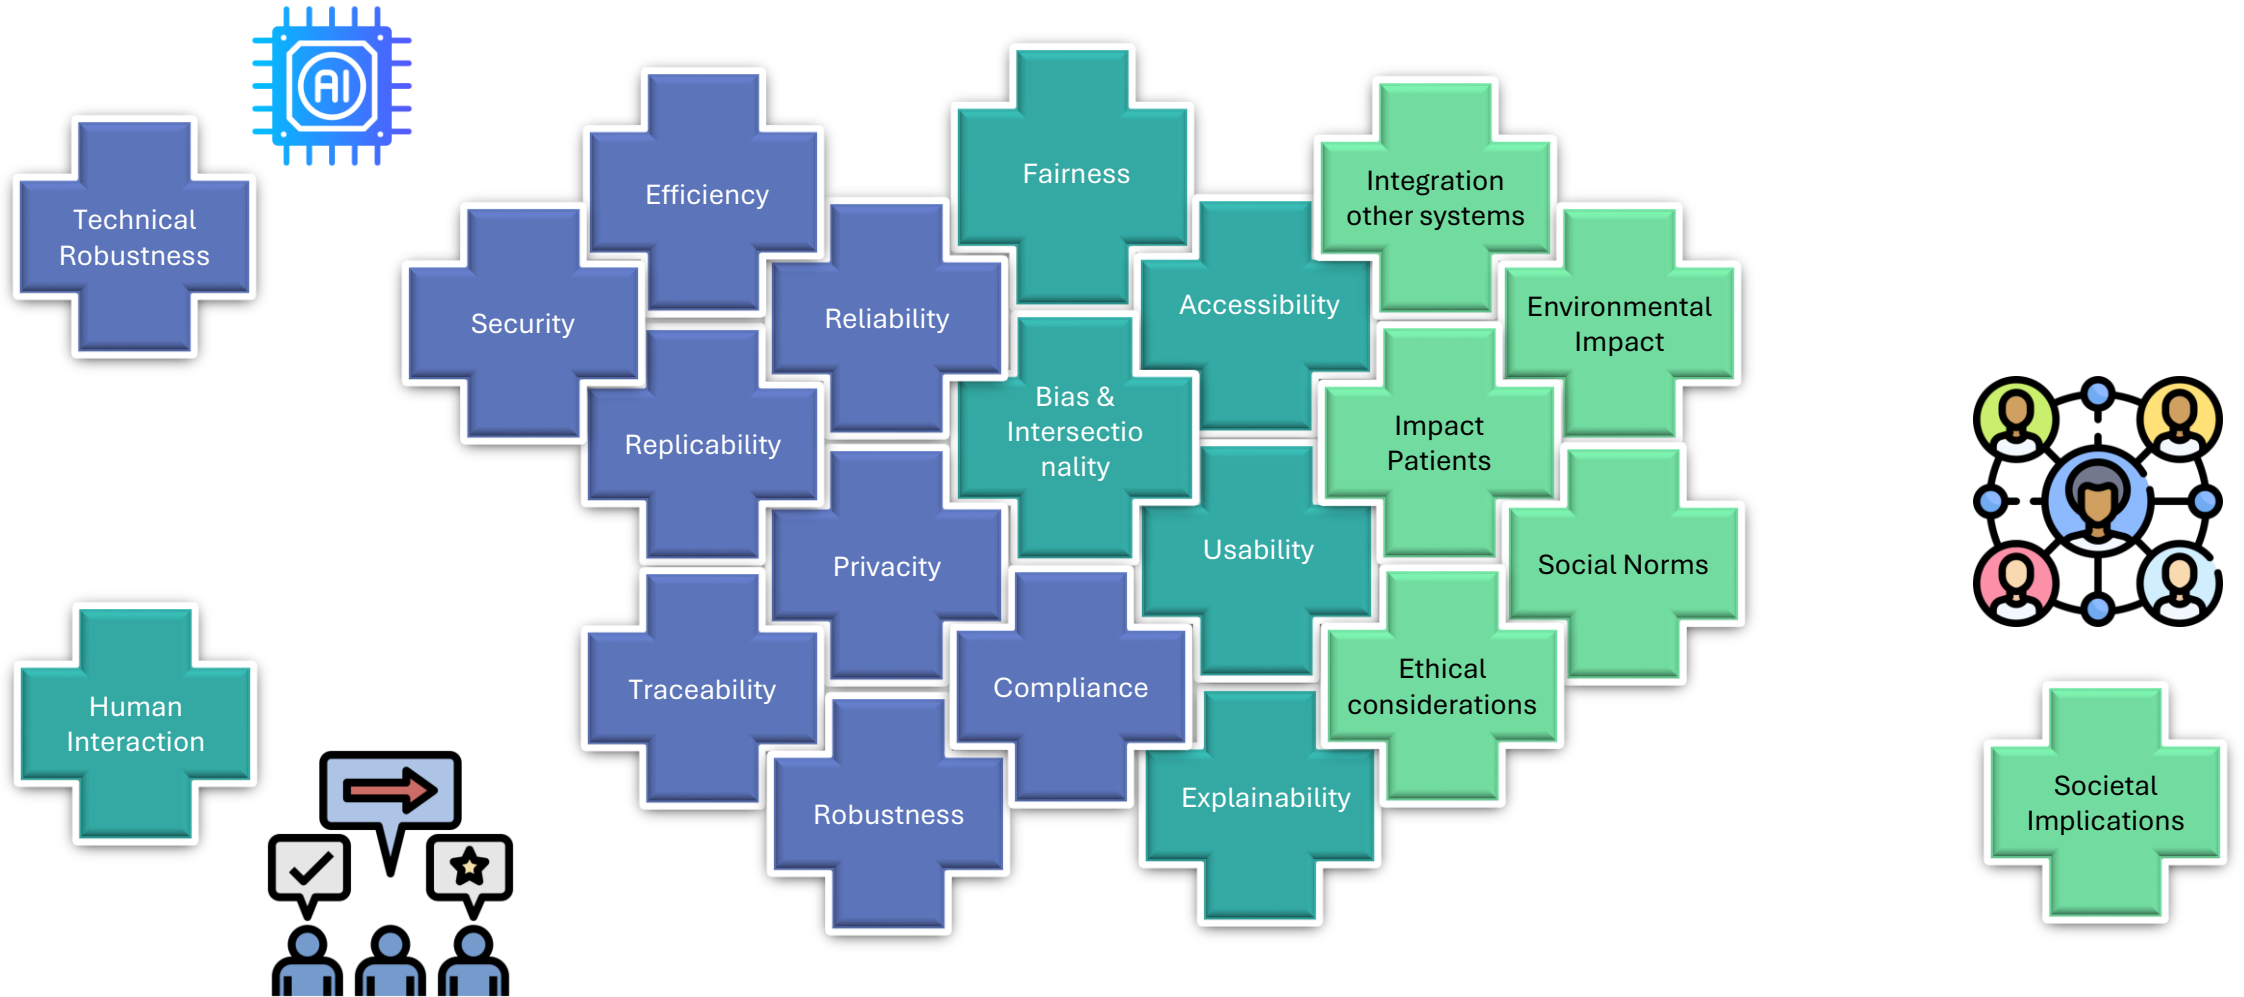 AI
Technical
Robustness
Human
Interaction
Efficiency
Security
Reliability
Replicability
Privacity
Traceability
Compliance
Robustness
Fairness
Accessibility
Bias &
Intersectio
nality
Usability
Explainability
Integration
other systems
Environmental
Impact
Impact
Patients
Social Norms
Ethical
considerations
Societal
Implications